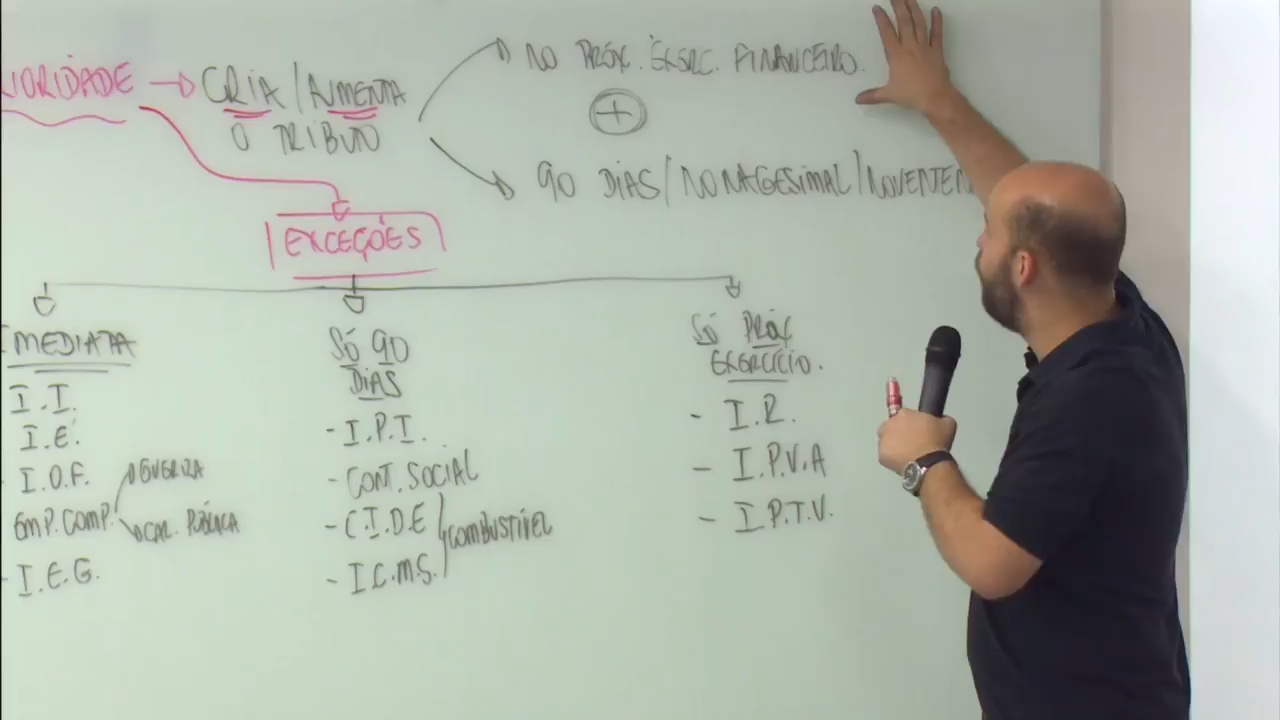 IORIDADE → CRIA / AUMENTA
O TRIBUTO
NO PRÓX. EXERC. FINANCEIRO.
+
90 DIAS / NONAGESIMAL / NOVENTEN
EXCEÇÕES
IMEDIATA
I.I.
I.E.
- I.O.F.
GUERRA
EMP. COMP.
CAL. PÚBLICA
- I.E.G.
SÓ 90
DIAS
- I.P.I.
- CONT. SOCIAL
- C.I.D.E
COMBUSTÍVEL
- I.C.M.S.
SÓ PRÓX
EXERCÍCIO.
- I.R.
- I.P.V.A
- I.P.T.U.